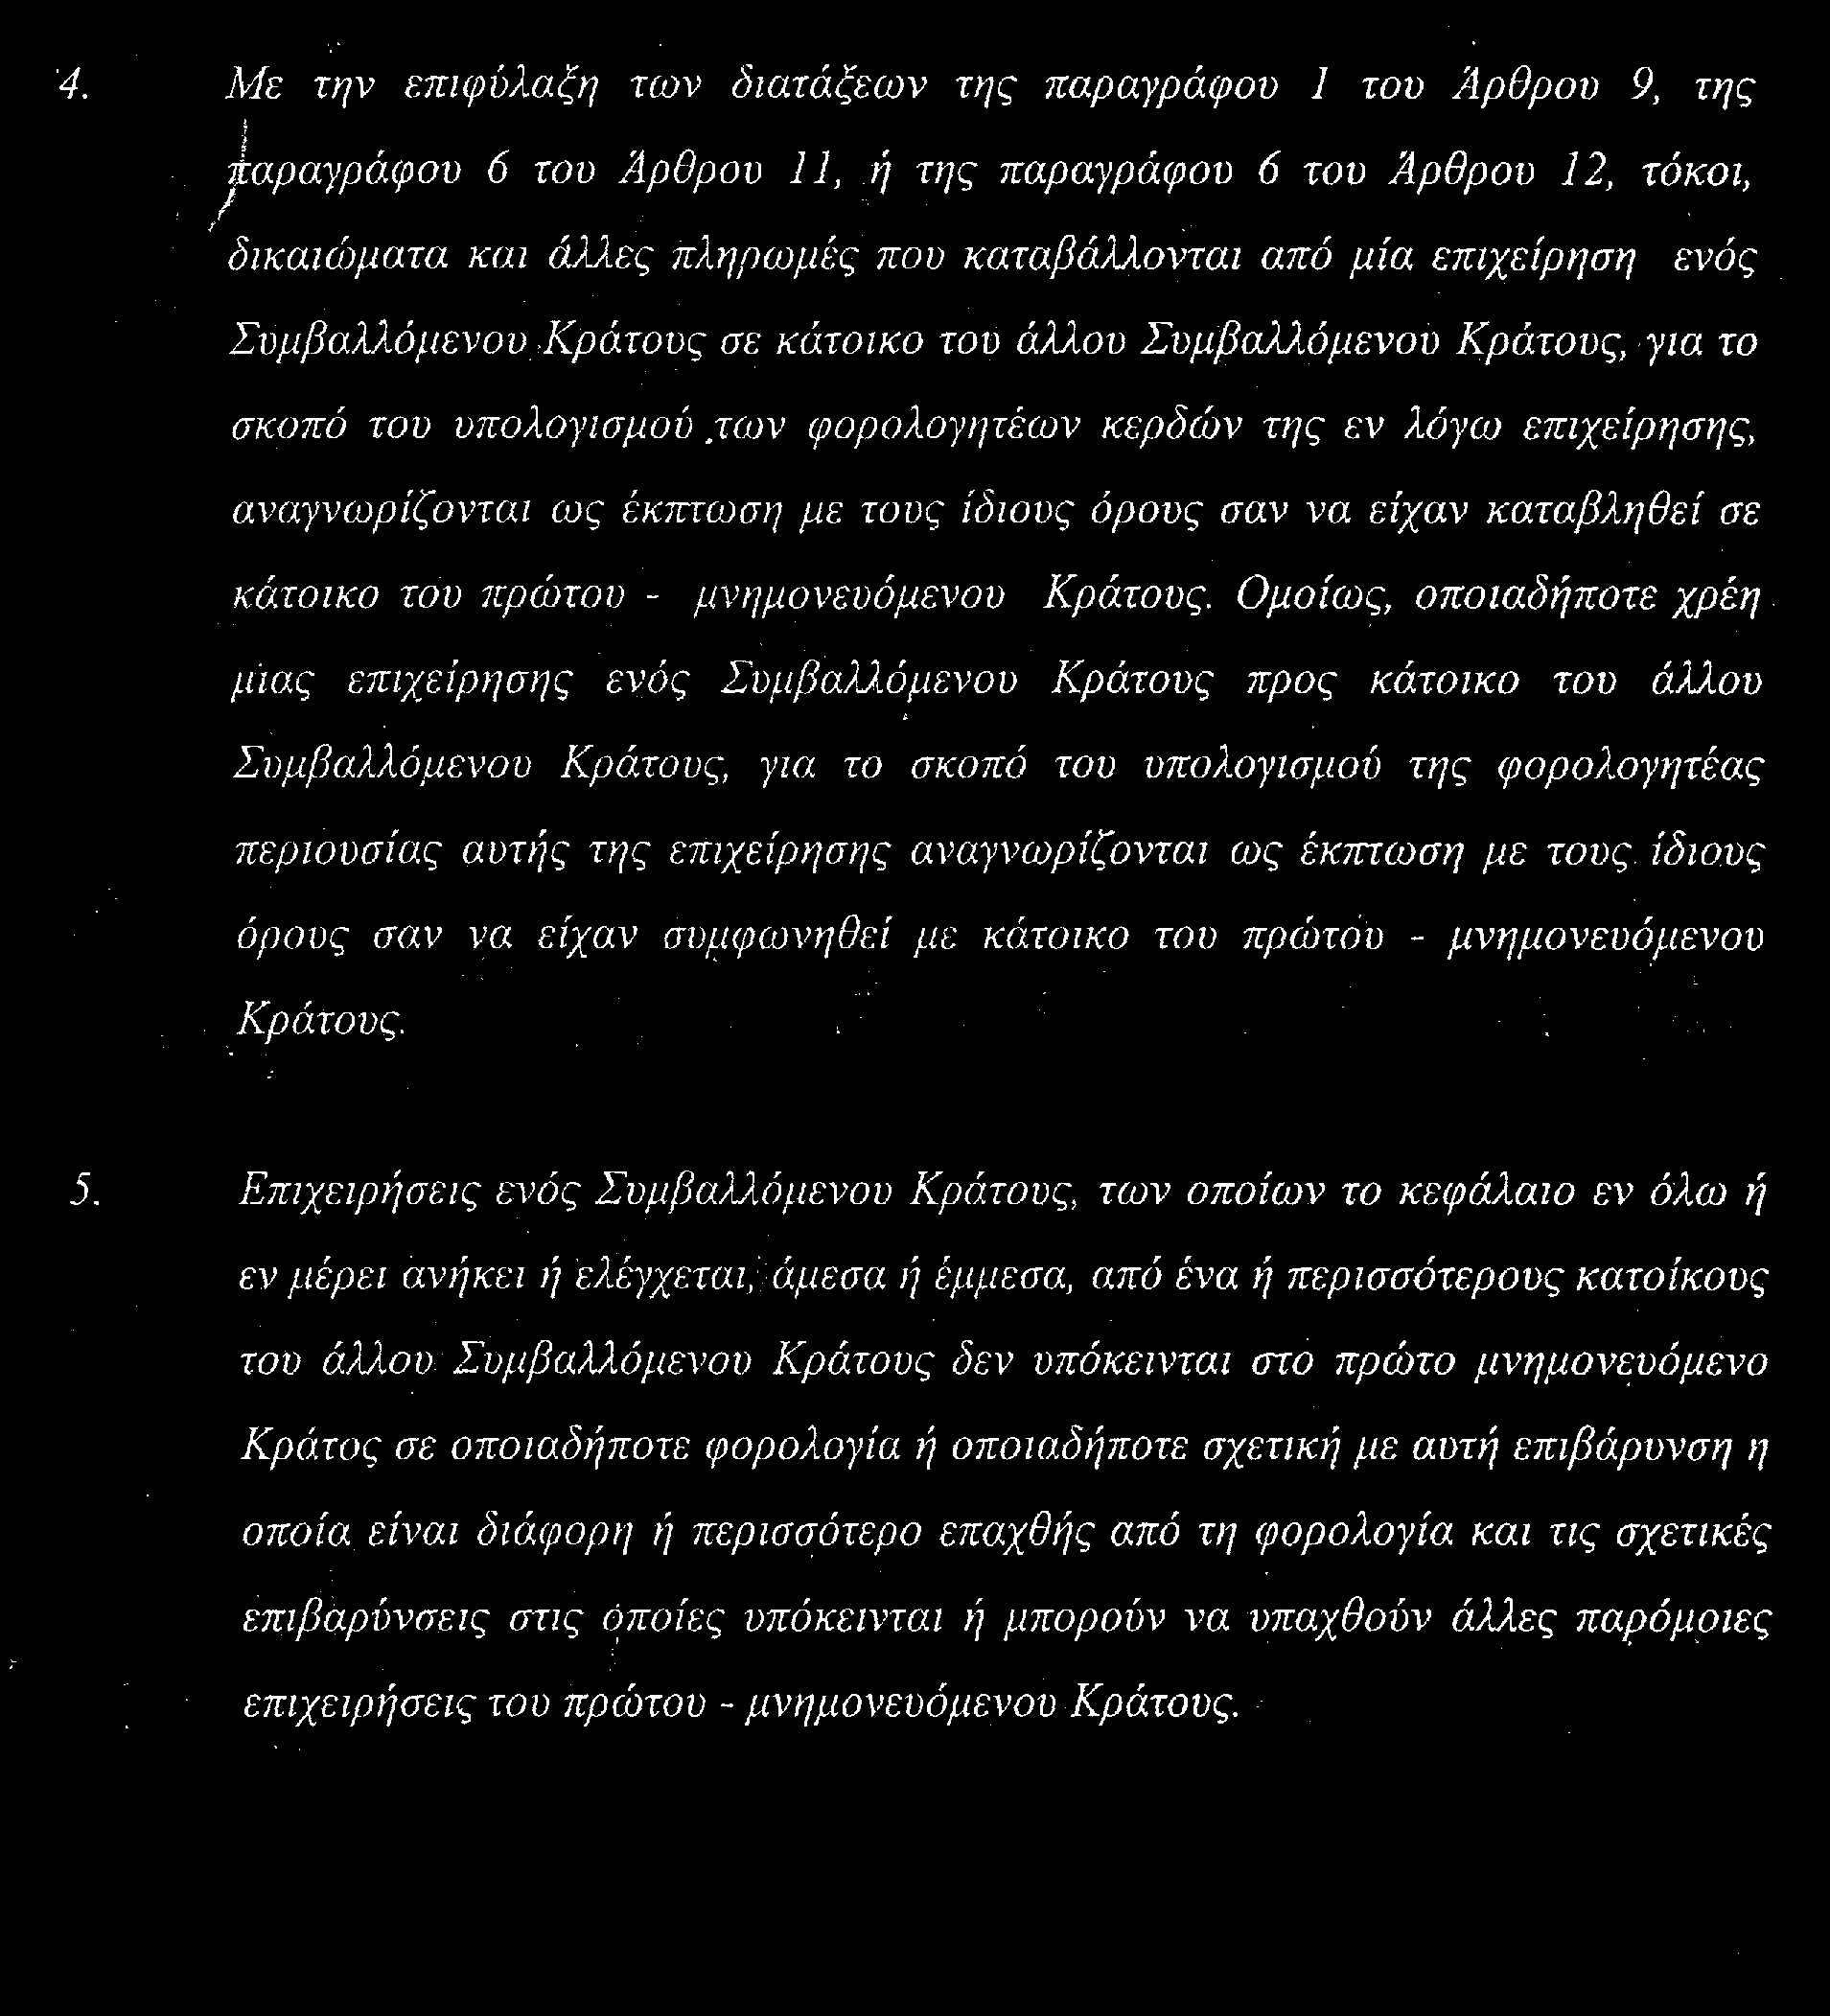 4. Με την επιφύλαξη των διατάξεων της παραγράφου 1 του Άρθρου 9, της
παραγράφου 6 του Άρθρου 11, ή της παραγράφου 6 του Άρθρου 12, τόκοι,
δικαιώματα και άλλες πληρωμές που καταβάλλονται από μία επιχείρηση ενός
Συμβαλλόμενου Κράτους σε κάτοικο του άλλου Συμβαλλόμενου Κράτους, για το
σκοπό του υπολογισμού των φορολογητέων κερδών της εν λόγω επιχείρησης,
αναγνωρίζονται ως έκπτωση με τους ίδιους όρους σαν να είχαν καταβληθεί σε
κάτοικο του πρώτου - μνημονευόμενου Κράτους. Ομοίως, οποιαδήποτε χρέη
μίας επιχείρησης ενός Συμβαλλόμενου Κράτους προς κάτοικο του άλλου
Συμβαλλόμενου Κράτους, για το σκοπό του υπολογισμού της φορολογητέας
περιουσίας αυτής της επιχείρησης αναγνωρίζονται ως έκπτωση με τους ίδιους
όρους σαν να είχαν συμφωνηθεί με κάτοικο του πρώτου - μνημονευόμενου
Κράτους.
5. Επιχειρήσεις ενός Συμβαλλόμενου Κράτους, των οποίων το κεφάλαιο εν όλω ή
εν μέρει ανήκει ή ελέγχεται, άμεσα ή έμμεσα, από ένα ή περισσότερους κατοίκους
του άλλου Συμβαλλόμενου Κράτους δεν υπόκεινται στο πρώτο μνημονευόμενο
Κράτος σε οποιαδήποτε φορολογία ή οποιαδήποτε σχετική με αυτή επιβάρυνση η
οποία είναι διάφορη ή περισσότερο επαχθής από τη φορολογία και τις σχετικές
επιβαρύνσεις στις οποίες υπόκεινται ή μπορούν να υπαχθούν άλλες παρόμοιες
επιχειρήσεις του πρώτου - μνημονευόμενου Κράτους.